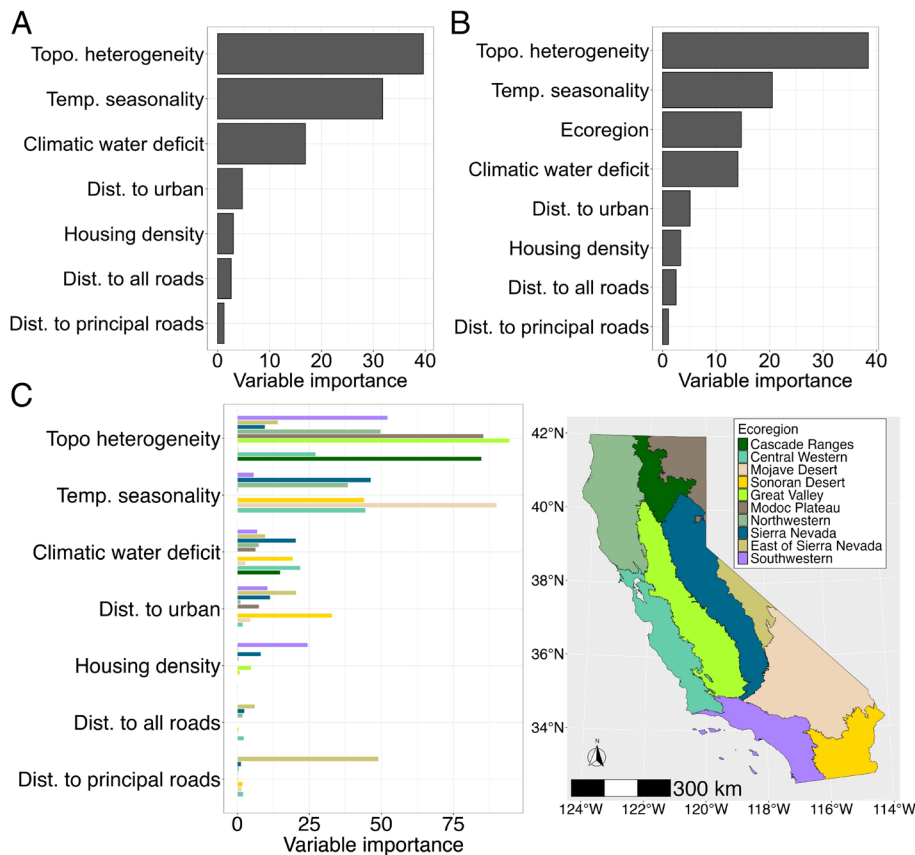 A
Topo. heterogeneity
Temp. seasonality
Climatic water deficit
Dist. to urban
Housing density
Dist. to all roads
Dist. to principal roads
0 10 20 30 40
Variable importance
B
Topo. heterogeneity
Temp. seasonality
Ecoregion
Climatic water deficit
Dist. to urban
Housing density
Dist. to all roads
Dist. to principal roads
0 10 20 30 40
Variable importance
C
Topo heterogeneity
Temp. seasonality
Climatic water deficit
Dist. to urban
Housing density
Dist. to all roads
Dist. to principal roads
0 25 50 75
Variable importance
42°N
40°N
38°N
36°N
34°N
Ecoregion
Cascade Ranges
Central Western
Mojave Desert
Sonoran Desert
Great Valley
Modoc Plateau
Northwestern
Sierra Nevada
East of Sierra Nevada
Southwestern
N
300 km
124°W 122°W 120°W 118°W 116°W 114°W